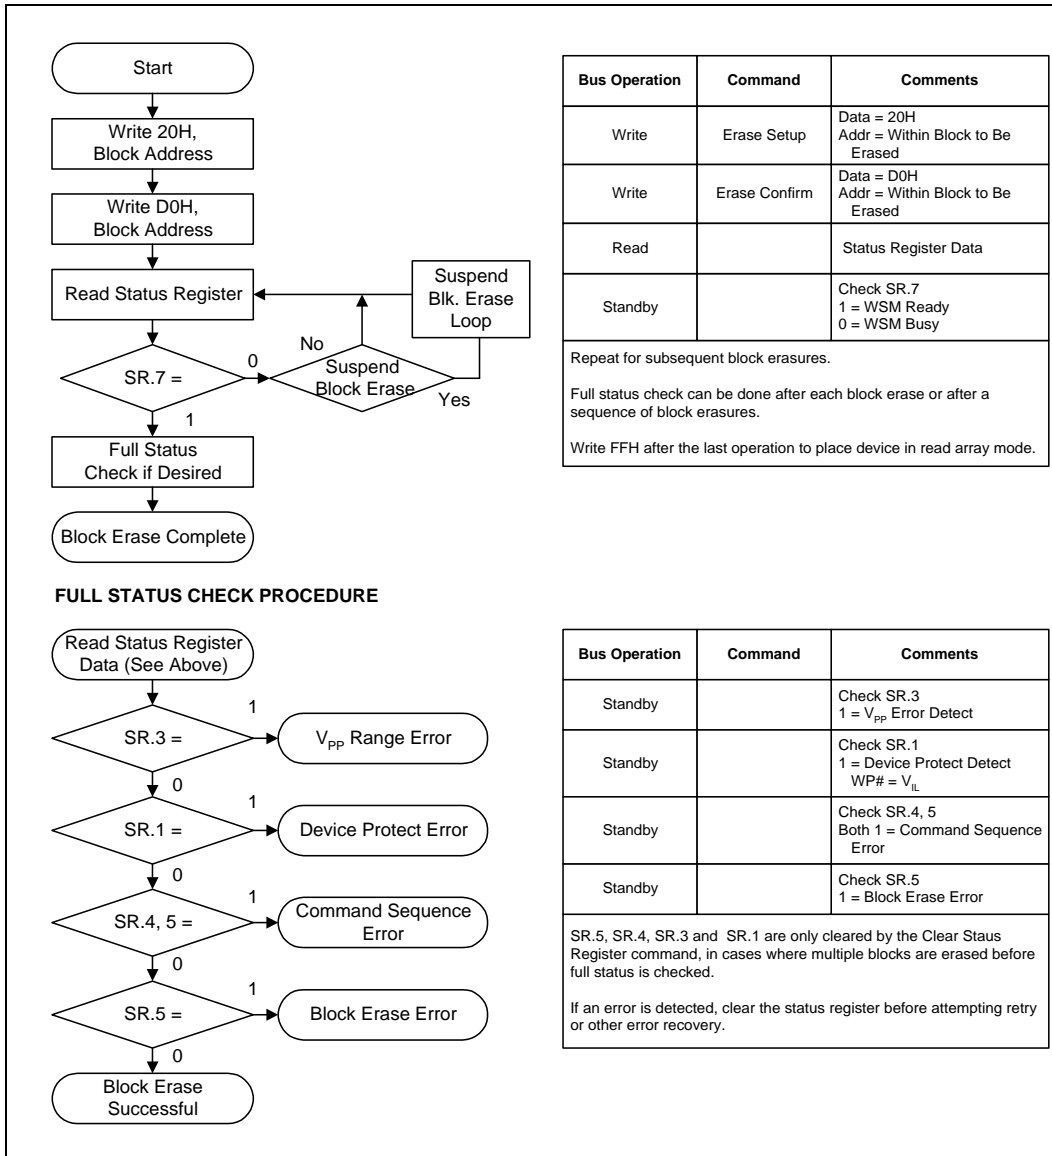 Start
Write 20H,
Block Address
Write D0H,
Block Address
Read Status Register
Suspend
Blk. Erase
Loop
SR.7 =
0
No
Suspend
Block Erase
Yes
1
Full Status
Check if Desired
Block Erase Complete
Bus Operation Command Comments
Write Erase Setup Data = 20H
Addr = Within Block to Be
Erased
Write Erase Confirm Data = D0H
Addr = Within Block to Be
Erased
Read Status Register Data
Standby Check SR.7
1 = WSM Ready
0 = WSM Busy
Repeat for subsequent block erasures.
Full status check can be done after each block erase or after a
sequence of block erasures.
Write FFH after the last operation to place device in read array mode.
FULL STATUS CHECK PROCEDURE
Read Status Register
Data (See Above)
SR.3 =
1
V_PP Range Error
0
SR.1 =
1
Device Protect Error
0
SR.4, 5 =
1
Command Sequence
Error
0
SR.5 =
1
Block Erase Error
0
Block Erase
Successful
Bus Operation Command Comments
Standby Check SR.3
1 = V_PP Error Detect
Standby Check SR.1
1 = Device Protect Detect
WP# = V_IL
Standby Check SR.4, 5
Both 1 = Command Sequence
Error
Standby Check SR.5
1 = Block Erase Error
SR.5, SR.4, SR.3 and SR.1 are only cleared by the Clear Staus
Register command, in cases where multiple blocks are erased before
full status is checked.
If an error is detected, clear the status register before attempting retry
or other error recovery.